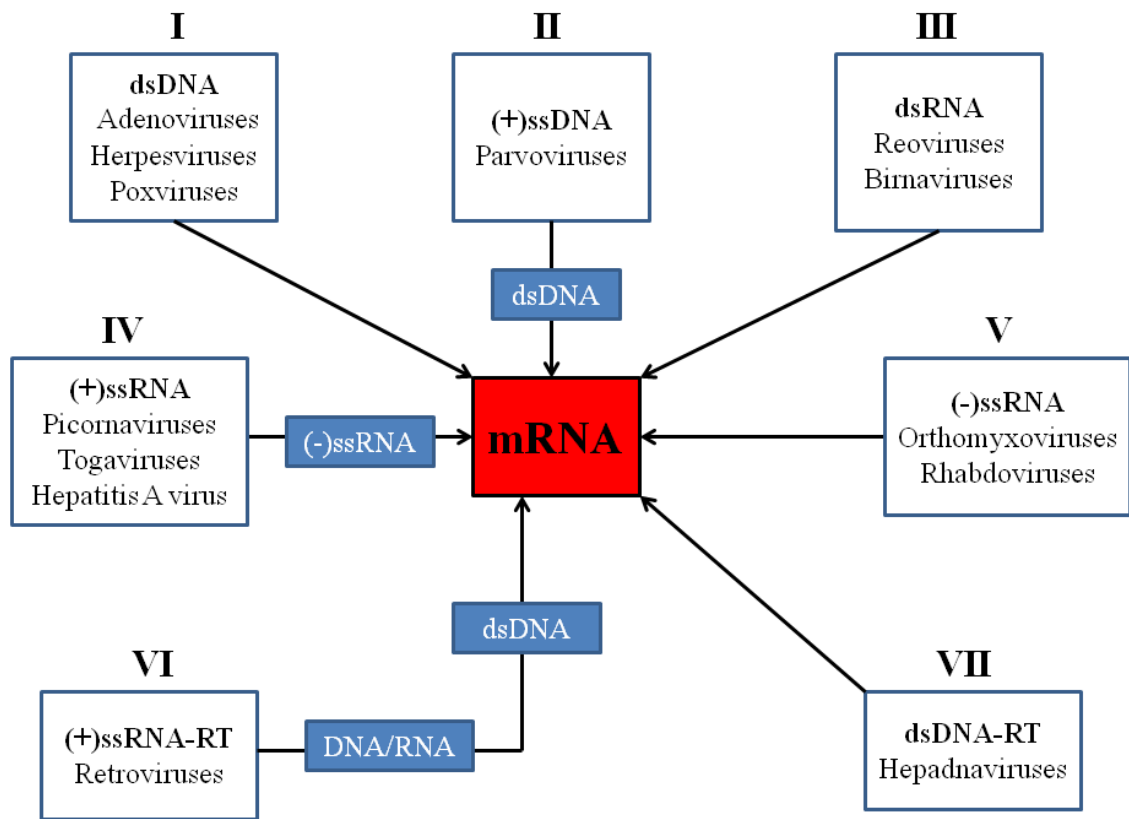 I
dsDNA
Adenoviruses
Herpesviruses
Poxviruses
II
(+)ssDNA
Parvoviruses
dsDNA
III
dsRNA
Reoviruses
Birnaviruses
IV
(+)ssRNA
Picornaviruses
Togaviruses
Hepatitis A virus
(-)ssRNA
mRNA
V
(-)ssRNA
Orthomyxoviruses
Rhabdoviruses
VI
(+)ssRNA-RT
Retroviruses
DNA/RNA
dsDNA
VII
dsDNA-RT
Hepadnaviruses